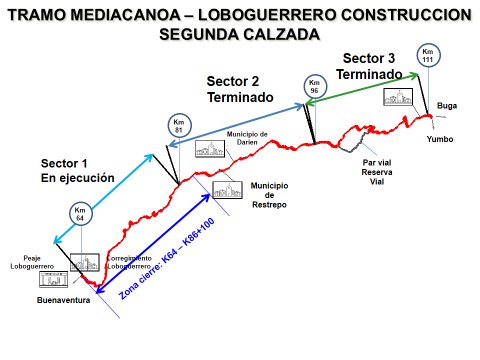 TRAMO MEDIACANOA – LOBOGUERRERO CONSTRUCCION
SEGUNDA CALZADA
Sector 3
Terminado
Km
111
Sector 2
Terminado
Km
96
Buga
Yumbo
Km
81
Municipio de
Darien
Par vial
Reserva
Vial
Sector 1
En ejecución
Municipio
de
Restrepo
Km
64
Zona cierre: K64 – K86+100
Peaje
Loboguerrero
Corregimiento
Loboguerrero
Buenaventura